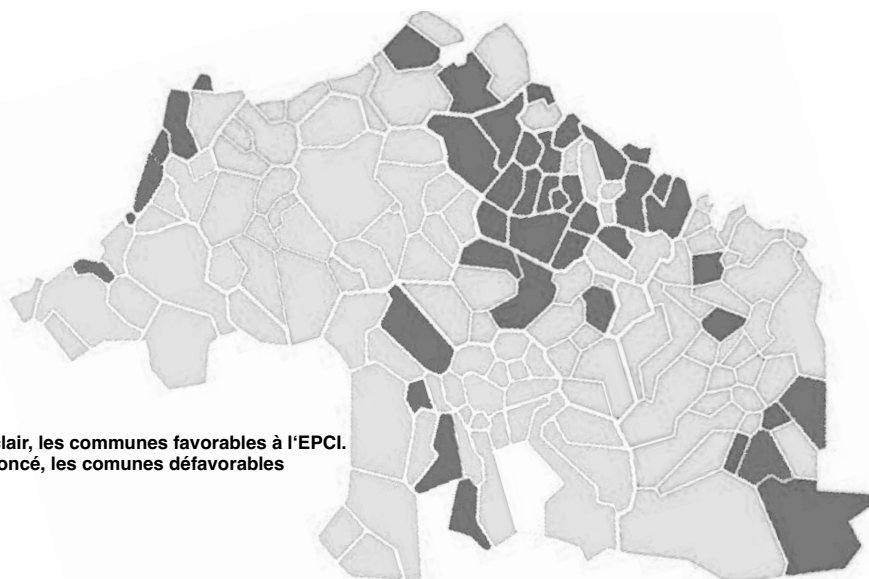 lair, les communes favorables à l‘EPCI.
oncé, les comunes défavorables